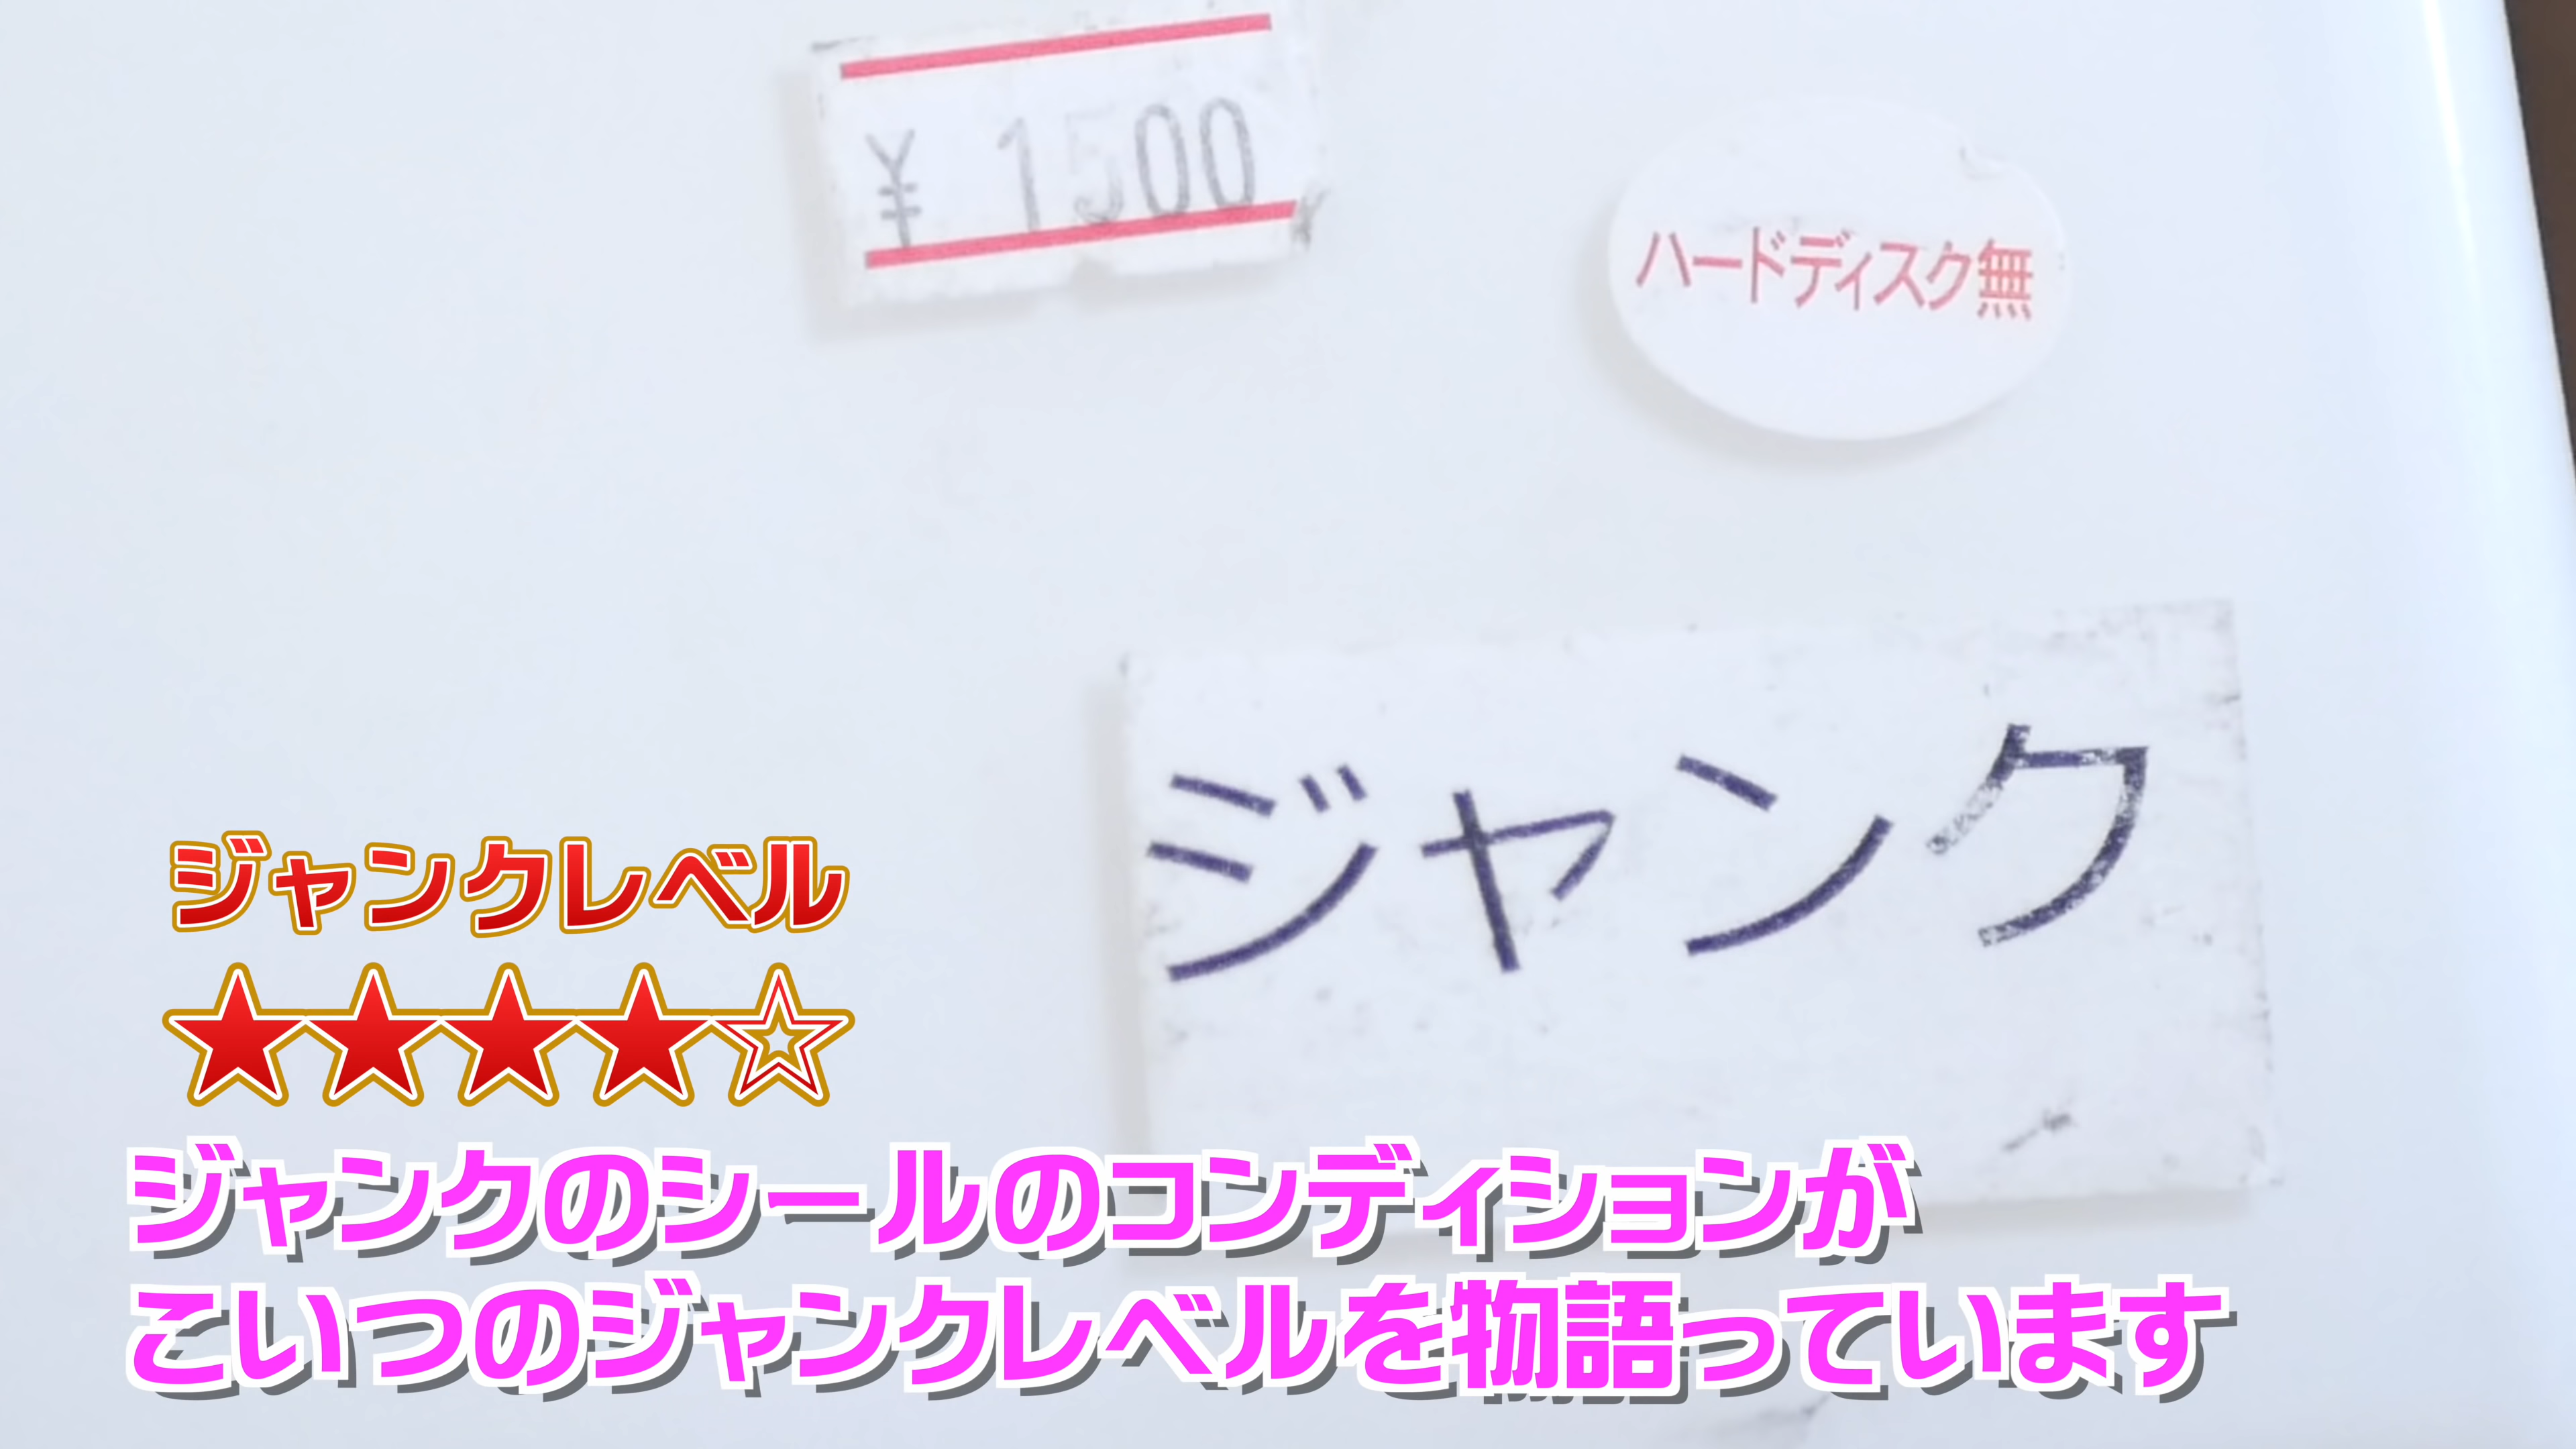 ¥ 1500
ハードディスク無
ジャンク
ジャンクレベル
★★★★☆
ジャンクのシールのコンディションが
こいつのジャンクレベルを物語っています